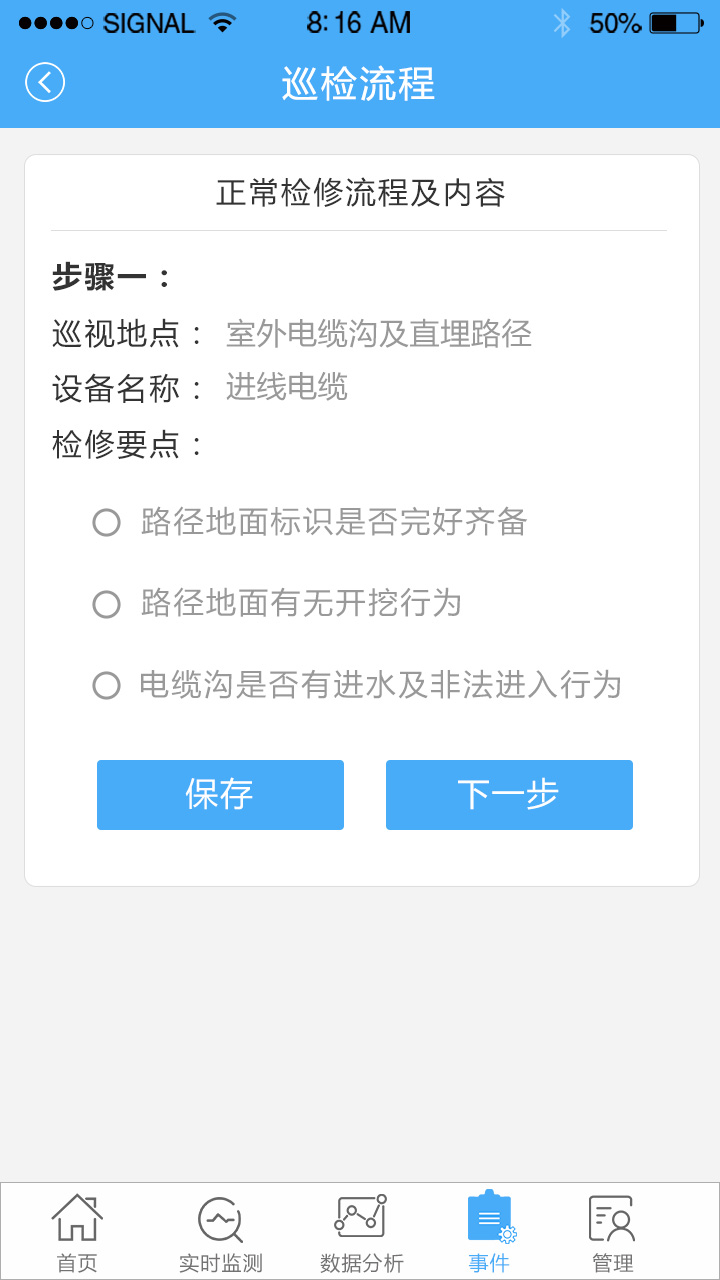 SIGNAL 8:16 AM 50%
巡检流程
正常检修流程及内容
步骤一：
巡视地点： 室外电缆沟及直埋路径
设备名称： 进线电缆
检修要点：
路径地面标识是否完好齐备
路径地面有无开挖行为
电缆沟是否有进水及非法进入行为
保存 下一步
首页 实时监测 数据分析 事件 管理